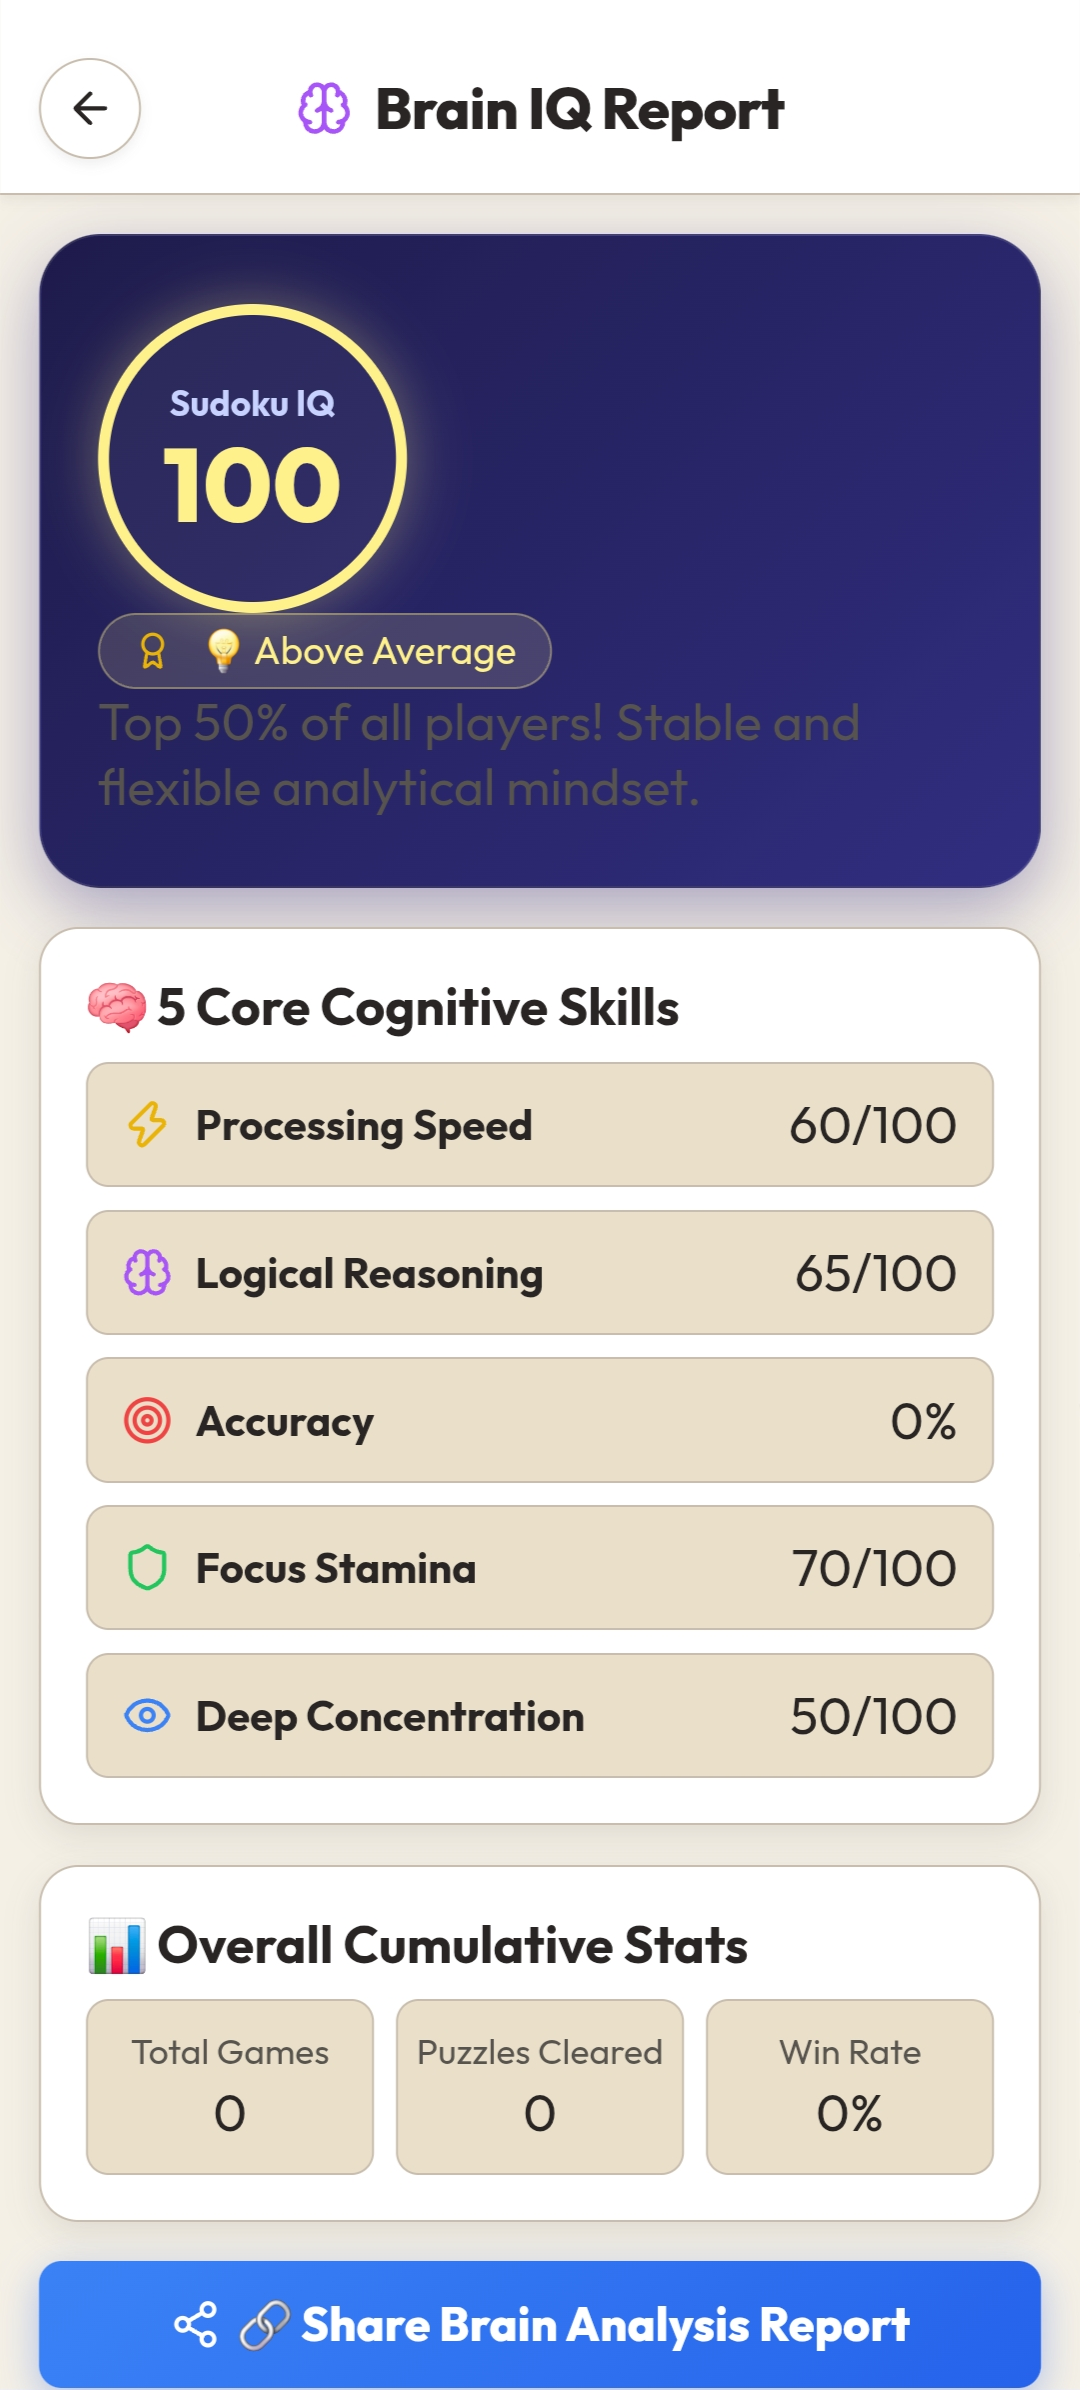 Brain IQ Report
Sudoku IQ
100
Above Average
Top 50% of all players! Stable and
flexible analytical mindset.
5 Core Cognitive Skills
Processing Speed 60/100
Logical Reasoning 65/100
Accuracy 0%
Focus Stamina 70/100
Deep Concentration 50/100
Overall Cumulative Stats
Total Games Puzzles Cleared Win Rate
0 0 0%
Share Brain Analysis Report